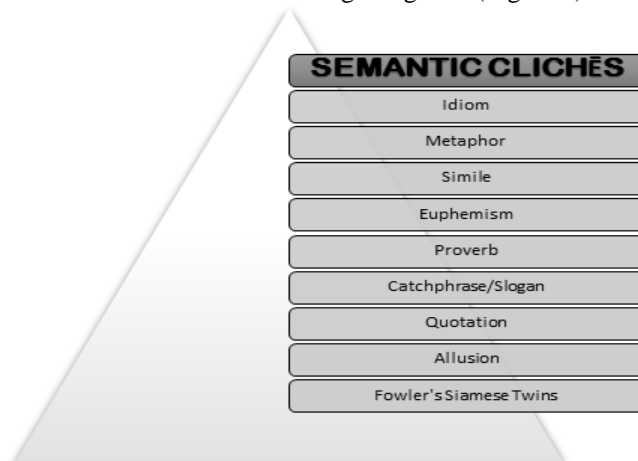 SEMANTIC CLICHĒS
Idiom
Metaphor
Simile
Euphemism
Proverb
Catchphrase/Slogan
Quotation
Allusion
Fowler's Siamese Twins